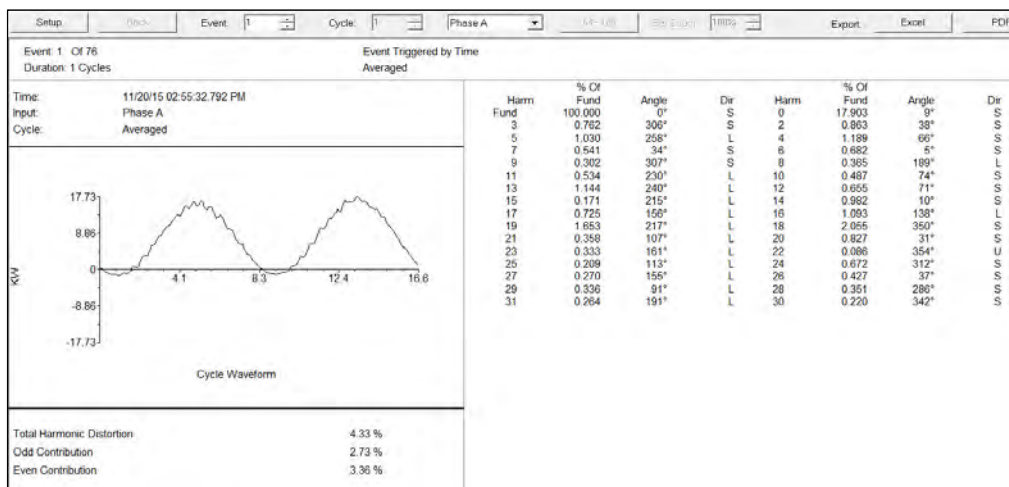 Setup Event: 1 Cycle: 1 Phase A 100% Export Excel PDF
Event 1 Of 76 Event Triggered by Time
Duration: 1 Cycles Averaged
Time: 11/20/15 02:55:32.792 PM
Input: Phase A
Cycle: Averaged
17.73
8.86
0
-8.86
-17.73
KW
4.1 8.3 12.4 16.6
Cycle Waveform
Total Harmonic Distortion 4.33 %
Odd Contribution 2.73 %
Even Contribution 3.36 %
% Of % Of
Harm Fund Angle Dir Harm Fund Angle Dir
Fund 100.000 0° S 0 17.903 9° S
3 0.762 306° S 2 0.863 38° S
5 1.030 258° L 4 1.189 66° S
7 0.541 34° S 6 0.682 5° S
9 0.302 307° S 8 0.365 189° L
11 0.534 230° L 10 0.487 74° S
13 1.144 240° L 12 0.655 71° S
15 0.171 215° L 14 0.982 10° S
17 0.725 156° L 16 1.093 138° L
19 1.653 217° L 18 2.055 350° S
21 0.358 107° L 20 0.827 31° S
23 0.333 161° L 22 0.086 354° U
25 0.209 113° L 24 0.672 312° S
27 0.270 155° L 26 0.427 37° S
29 0.336 91° L 28 0.351 286° S
31 0.264 191° L 30 0.220 342° S